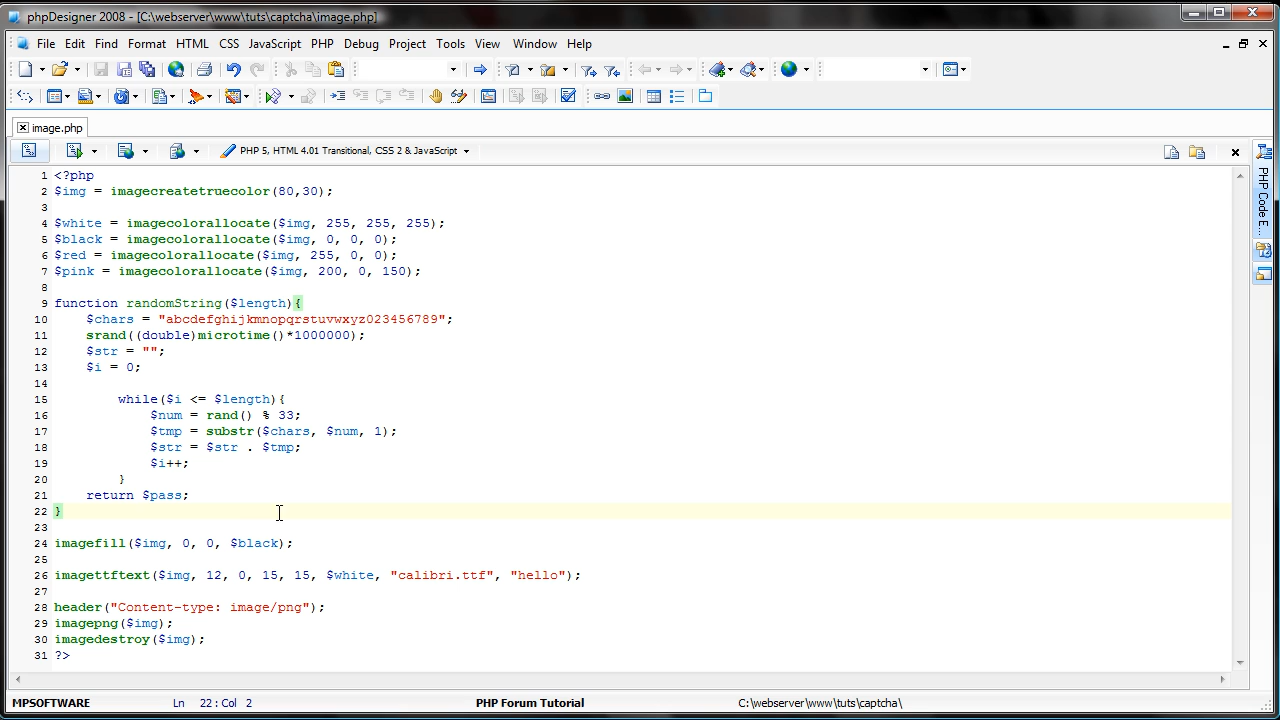 phpDesigner 2008 - [C:\webserver\www\tuts\captcha\image.php]
File Edit Find Format HTML CSS JavaScript PHP Debug Project Tools View Window Help
image.php
PHP 5, HTML 4.01 Transitional, CSS 2 & JavaScript
1 <?php
2 $img = imagecreatetruecolor(80,30);
3
4 $white = imagecolorallocate($img, 255, 255, 255);
5 $black = imagecolorallocate($img, 0, 0, 0);
6 $red = imagecolorallocate($img, 255, 0, 0);
7 $pink = imagecolorallocate($img, 200, 0, 150);
8
9 function randomString($length){
10 $chars = "abcdefghijkmnopqrstuvwxyz023456789";
11 srand((double)microtime()*1000000);
12 $str = "";
13 $i = 0;
14
15 while($i <= $length){
16 $num = rand() % 33;
17 $tmp = substr($chars, $num, 1);
18 $str = $str . $tmp;
19 $i++;
20 }
21 return $pass;
22 }
23
24 imagefill($img, 0, 0, $black);
25
26 imagettftext($img, 12, 0, 15, 15, $white, "calibri.ttf", "hello");
27
28 header("Content-type: image/png");
29 imagepng($img);
30 imagedestroy($img);
31 ?>
PHP Code E...
MPSOFTWARE Ln 22 : Col 2 PHP Forum Tutorial C:\webserver\www\tuts\captcha\